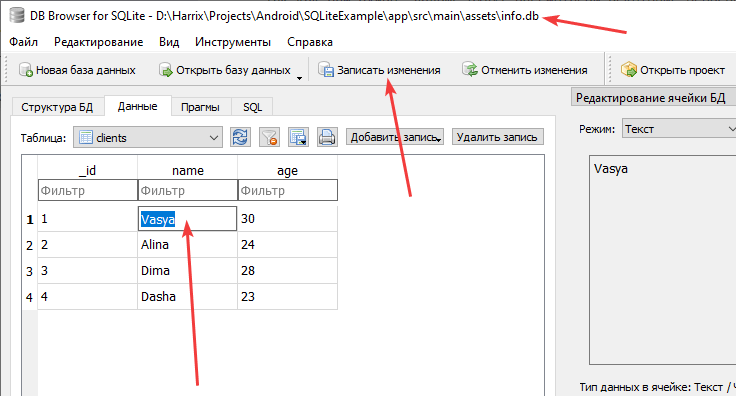 DB Browser for SQLite - D:\Harrix\Projects\Android\SQLiteExample\app\src\main\assets\info.db
Файл Редактирование Вид Инструменты Справка
Новая база данных Открыть базу данных Записать изменения Отменить изменения Открыть проект
Структура БД Данные Прагмы SQL
Редактирование ячейки БД
Таблица: clients Добавить запись Удалить запись
Режим: Текст
_id name age
Фильтр Фильтр Фильтр
1 1 Vasya 30
2 2 Alina 24
3 3 Dima 28
4 4 Dasha 23
Vasya
Тип данных в ячейке: Текст /